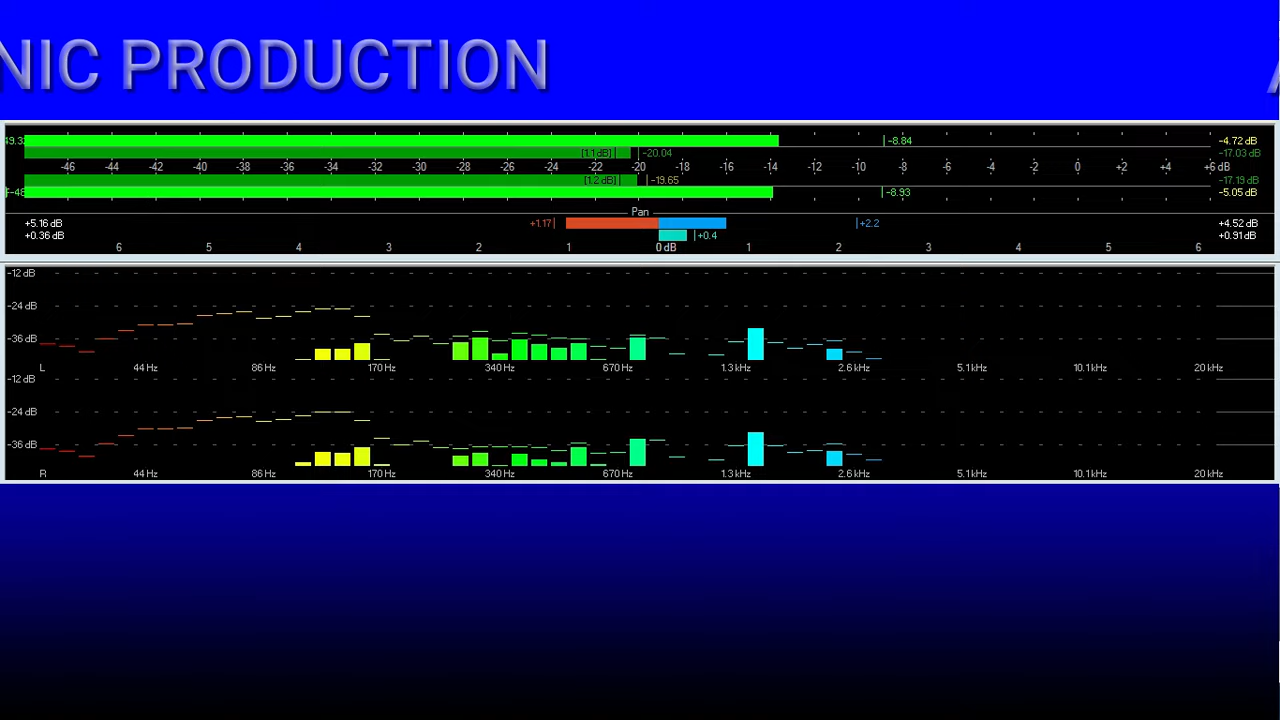 NIC PRODUCTION
-8.84 -4.72 dB
[1.1 dB] -20.04 -17.03 dB
-46 -44 -42 -40 -38 -36 -34 -32 -30 -28 -26 -24 -22 -20 -18 -16 -14 -12 -10 -8 -6 -4 -2 0 +2 +4 +6 dB
[1.2 dB] -19.65 -17.19 dB
-48 -8.93 -5.05 dB
Pan
+5.16 dB +1.17 +2.2 +4.52 dB
+0.36 dB +0.4 +0.91 dB
6 5 4 3 2 1 0 dB 1 2 3 4 5 6
-12 dB
-24 dB
-36 dB
L 44 Hz 86 Hz 170 Hz 340 Hz 670 Hz 1.3 kHz 2.6 kHz 5.1 kHz 10.1 kHz 20 kHz
-12 dB
-24 dB
-36 dB
R 44 Hz 86 Hz 170 Hz 340 Hz 670 Hz 1.3 kHz 2.6 kHz 5.1 kHz 10.1 kHz 20 kHz